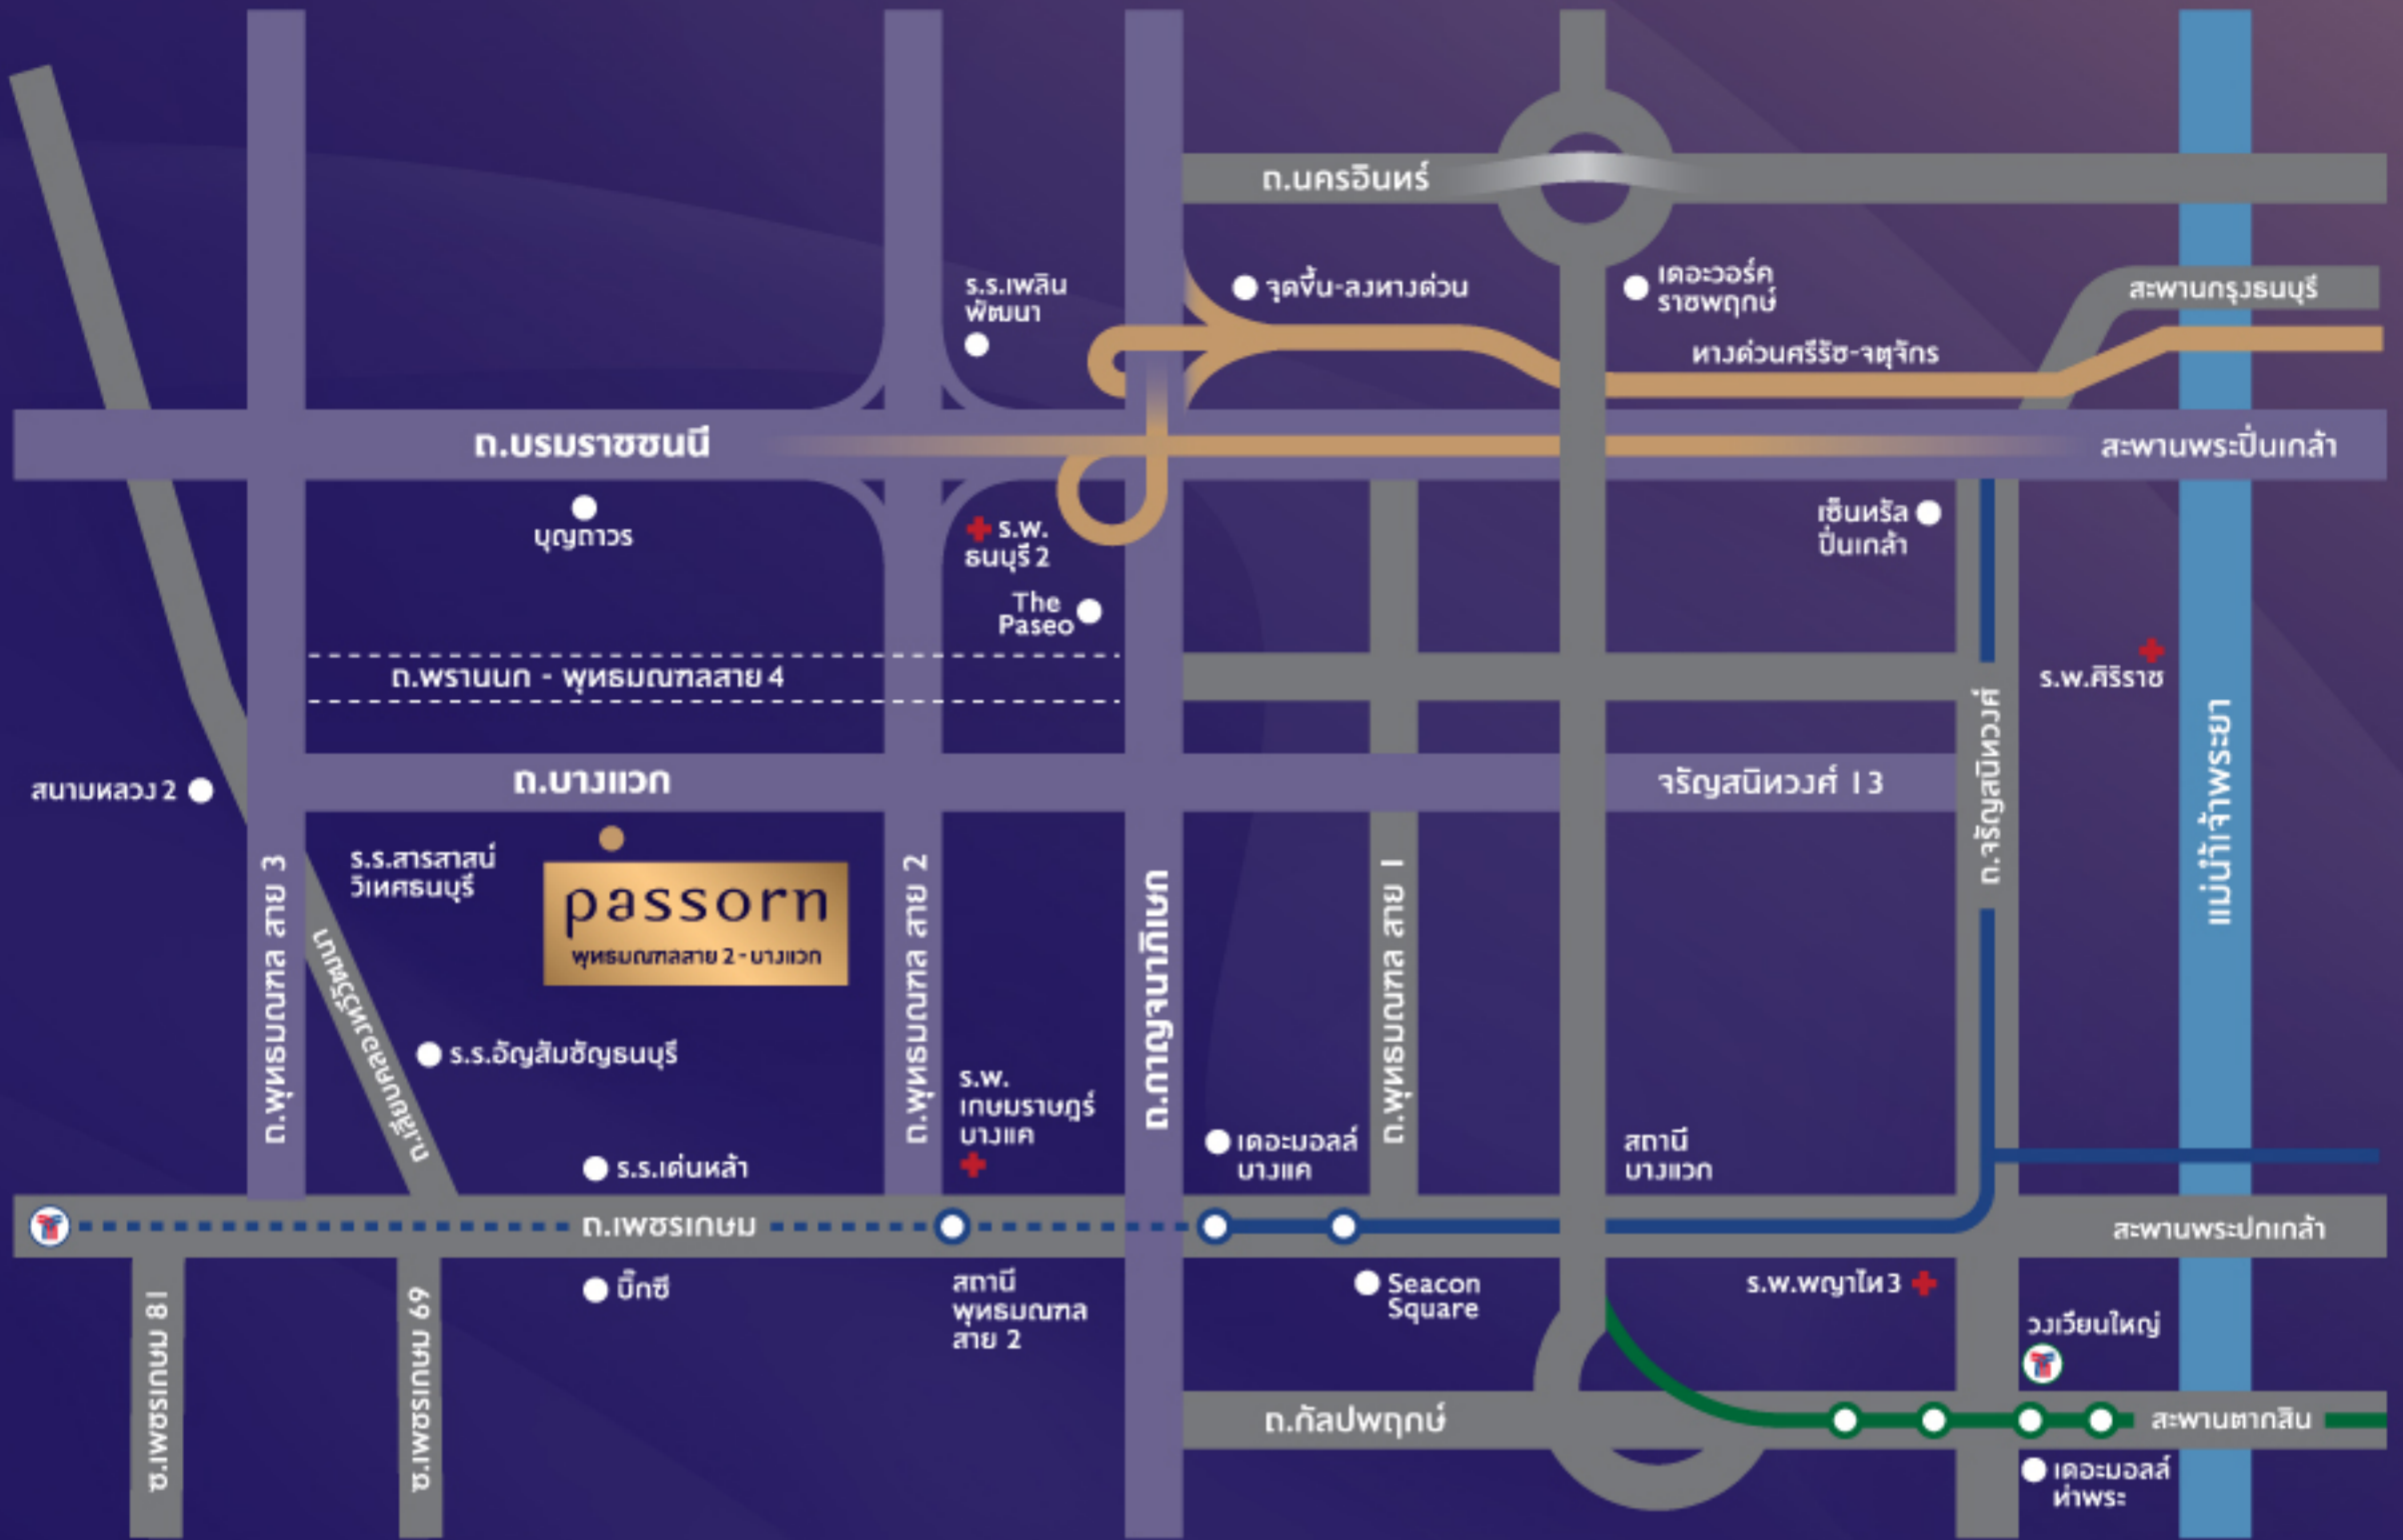 ถ.นครอินทร์
ร.ร.เพลิน
พัฒนา
จุดขึ้น-ลงทางด่วน
เดอะวอร์ค
ราชพฤกษ์
สะพานกรุงธนบุรี
ทางด่วนศรีรัช-จตุจักร
ถ.บรมราชชนนี
สะพานพระปิ่นเกล้า
บุญถาวร
ร.พ.
ธนบุรี 2
เซ็นทรัล
ปิ่นเกล้า
The
Paseo
ถ.พรานนก - พุทธมณฑลสาย 4
ร.พ.ศิริราช
ถ.จรัญสนิทวงศ์
แม่น้ำเจ้าพระยา
สนามหลวง 2
ถ.บางแวก
จรัญสนิทวงศ์ 13
ถ.พุทธมณฑล สาย 3
ร.ร.สารสาสน์
วิเทศธนบุรี
passorn
พุทธมณฑลสาย 2 - บางแวก
ถ.พุทธมณฑล สาย 2
ถ.กาญจนาภิเษก
ถ.พุทธมณฑล สาย 1
ถ.เลียบคลองทวีวัฒนา
ร.ร.อัญสัมชัญธนบุรี
ร.พ.
เกษมราษฎร์
บางแค
เดอะมอลล์
บางแค
สถานี
บางแวก
ร.ร.เด่นหล้า
ถ.เพชรเกษม
สะพานพระปกเกล้า
บิ๊กซี
สถานี
พุทธมณฑล
สาย 2
Seacon
Square
ร.พ.พญาไท 3
วงเวียนใหญ่
ซ.เพชรเกษม 81
ซ.เพชรเกษม 69
ถ.กัลปพฤกษ์
สะพานตากสิน
เดอะมอลล์
ท่าพระ